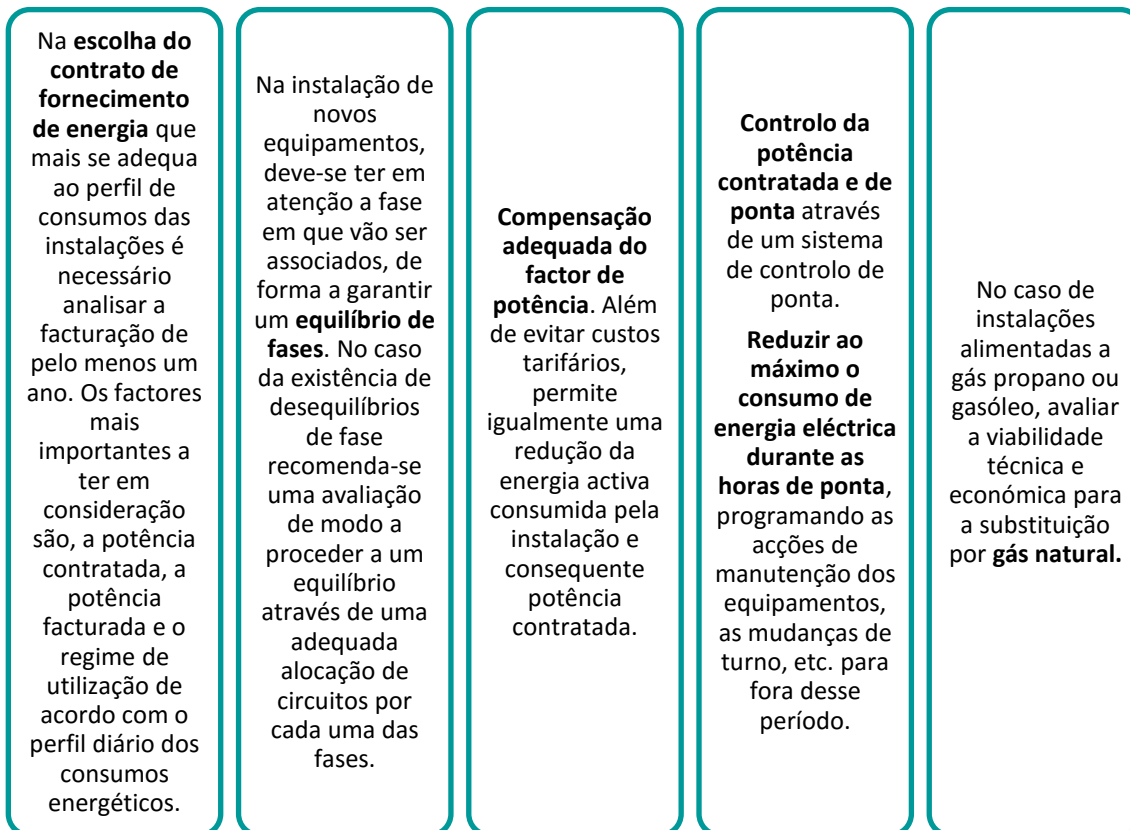 Na escolha do
contrato de
fornecimento
de energia que
mais se adequa
ao perfil de
consumos das
instalações é
necessário
analisar a
facturação de
pelo menos um
ano. Os factores
mais
importantes a
ter em
consideração
são, a potência
contratada, a
potência
facturada e o
regime de
utilização de
acordo com o
perfil diário dos
consumos
energéticos.
Na instalação de
novos
equipamentos,
deve-se ter em
atenção a fase
em que vão ser
associados, de
forma a garantir
um equilíbrio de
fases. No caso
da existência de
desequilíbrios
de fase
recomenda-se
uma avaliação
de modo a
proceder a um
equilíbrio
através de uma
adequada
alocação de
circuitos por
cada uma das
fases.
Compensação
adequada do
factor de
potência. Além
de evitar custos
tarifários,
permite
igualmente uma
redução da
energia activa
consumida pela
instalação e
consequente
potência
contratada.
Controlo da
potência
contratada e de
ponta através
de um sistema
de controlo de
ponta.
Reduzir ao
máximo o
consumo de
energia eléctrica
durante as
horas de ponta,
programando as
acções de
manutenção dos
equipamentos,
as mudanças de
turno, etc. para
fora desse
período.
No caso de
instalações
alimentadas a
gás propano ou
gasóleo, avaliar
a viabilidade
técnica e
económica para
a substituição
por gás natural.